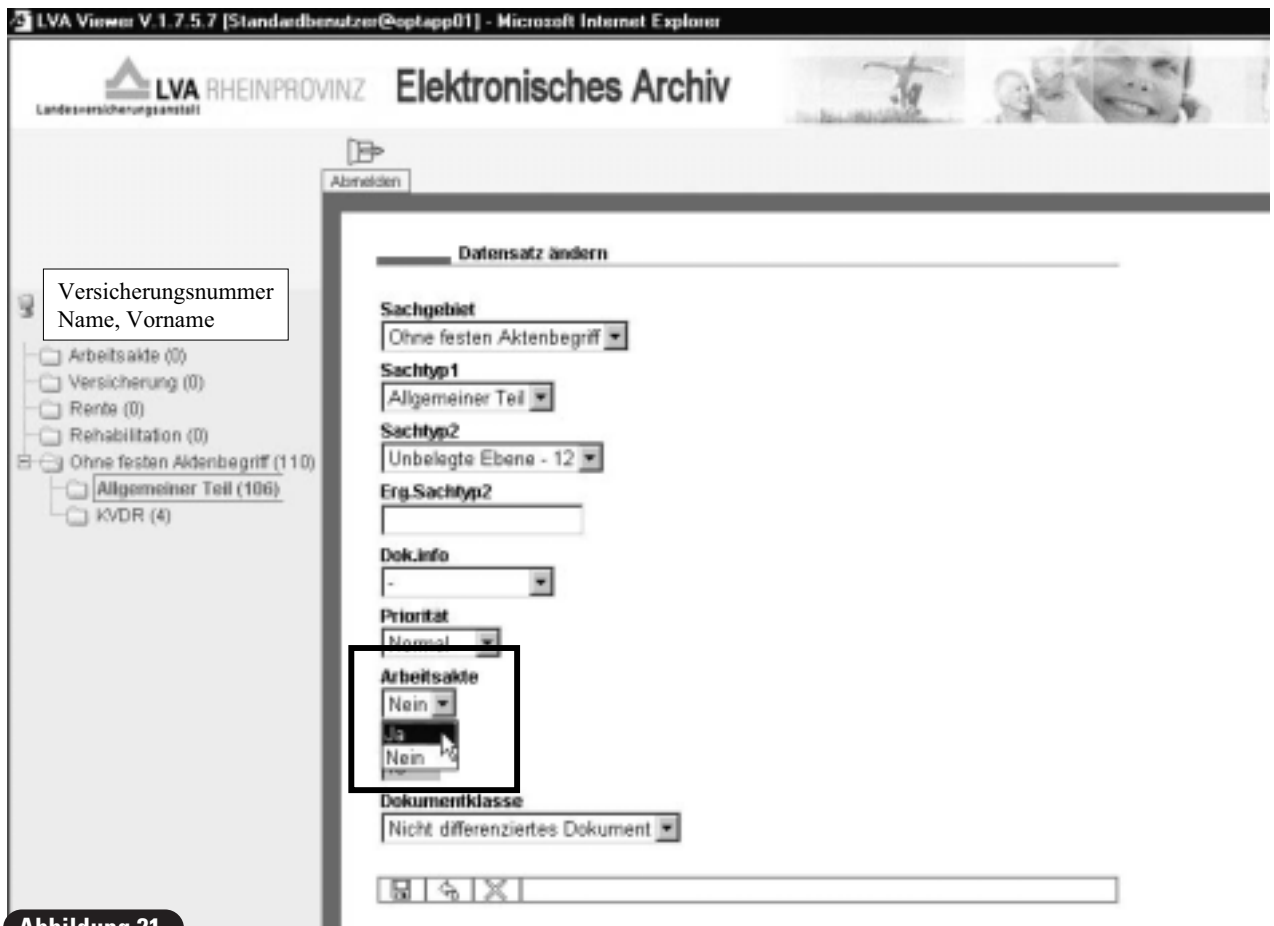 LVA Viewer V.1.7.5.7 [Standardbenutzer@optapp01] - Microsoft Internet Explorer
LVA RHEINPROVINZ
Landesversicherungsanstalt
Elektronisches Archiv
Abmelden
Versicherungsnummer
Name, Vorname
Arbeitsakte (0)
Versicherung (0)
Rente (0)
Rehabilitation (0)
Ohne festen Aktenbegriff (110)
Allgemeiner Teil (106)
KVDR (4)
Datensatz ändern
Sachgebiet
Ohne festen Aktenbegriff
Sachtyp1
Allgemeiner Teil
Sachtyp2
Unbelegte Ebene - 12
Erg.Sachtyp2
Dok.info
-
Priorität
Normal
Arbeitsakte
Nein
Ja
Nein
Dokumentklasse
Nicht differenziertes Dokument
Abbildung 21